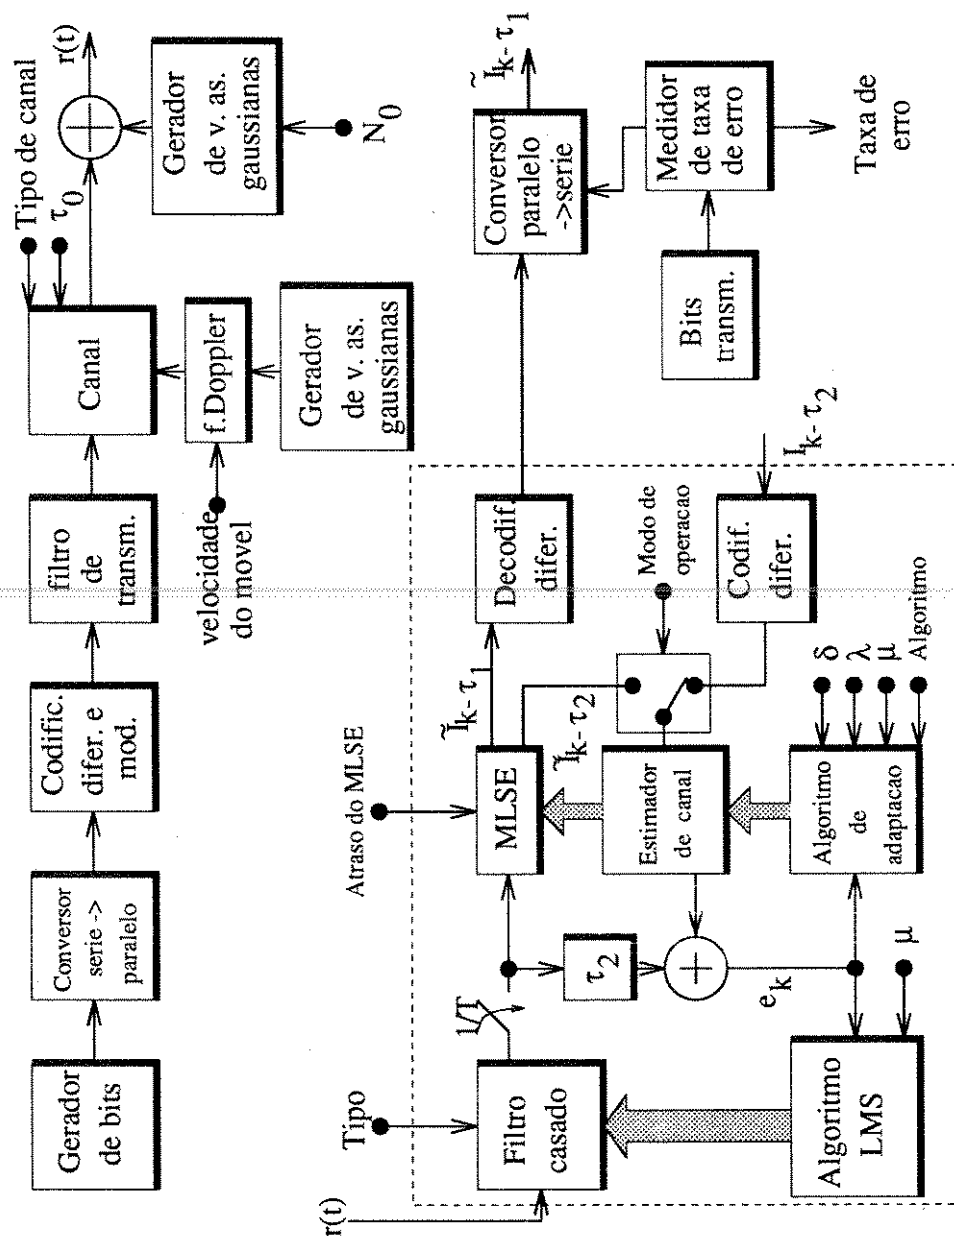 Gerador
de bits
Conversor
serie ->
paralelo
Codific.
difer. e
mod.
filtro
de
transm.
Canal
Tipo de canal
τ0
r(t)
velocidade
do movel
f.Doppler
Gerador
de v. as.
gaussianas
Gerador
de v. as.
gaussianas
N0
r(t)
Tipo
Filtro
casado
1/T
τ2
Atraso do MLSE
MLSE
Ĩk-τ1
Ĩk-τ2
Decodif.
difer.
Conversor
paralelo
->serie
Ĩk-τ1
Estimador
de canal
Modo de
operacao
Codif.
difer.
Ik-τ2
Bits
transm.
Medidor
de taxa
de erro
Taxa de
erro
ek
Algoritmo
LMS
μ
Algoritmo
de
adaptacao
δ
λ
μ
Algoritmo